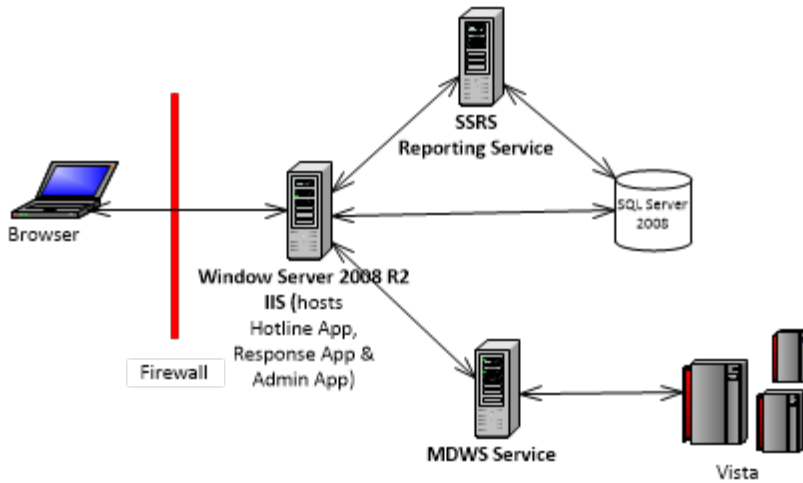 SSRS
Reporting Service
SQL Server
2008
Browser
Window Server 2008 R2
IIS (hosts
Hotline App,
Response App &
Admin App)
Firewall
MDWS Service
Vista